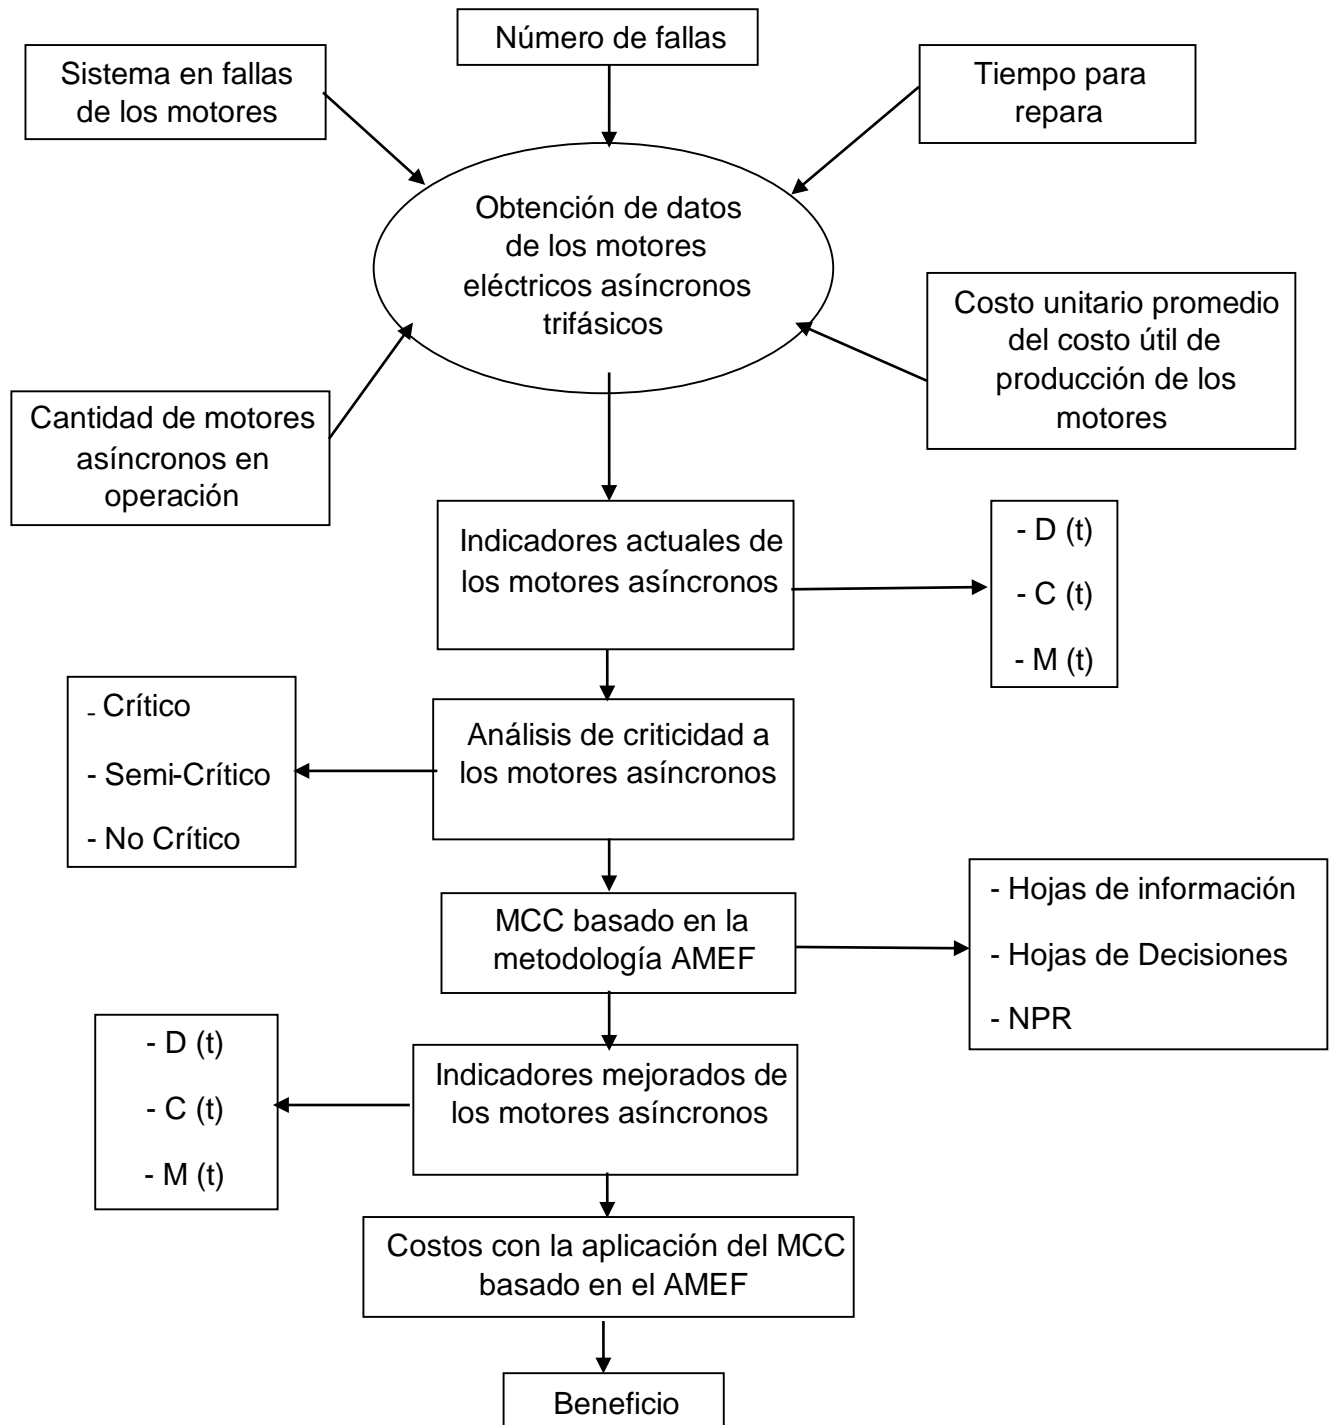 Número de fallas
Sistema en fallas
de los motores
Tiempo para
repara
Obtención de datos
de los motores
eléctricos asíncronos
trifásicos
Costo unitario promedio
del costo útil de
producción de los
motores
Cantidad de motores
asíncronos en
operación
Indicadores actuales de
los motores asíncronos
- D (t)
- C (t)
- M (t)
- Crítico
- Semi-Crítico
- No Crítico
Análisis de criticidad a
los motores asíncronos
MCC basado en la
metodología AMEF
- Hojas de información
- Hojas de Decisiones
- NPR
- D (t)
- C (t)
- M (t)
Indicadores mejorados de
los motores asíncronos
Costos con la aplicación del MCC
basado en el AMEF
Beneficio